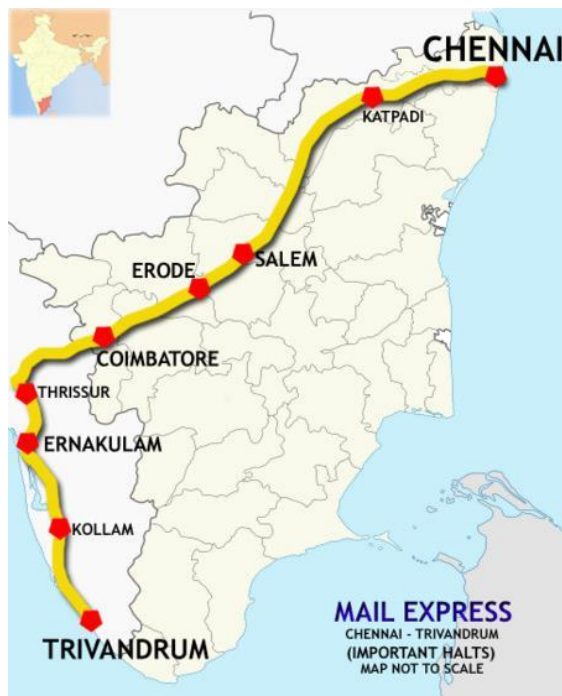 CHENNAI
KATPADI
SALEM
ERODE
COIMBATORE
THRISSUR
ERNAKULAM
KOLLAM
TRIVANDRUM
MAIL EXPRESS
CHENNAI - TRIVANDRUM
(IMPORTANT HALTS)
MAP NOT TO SCALE